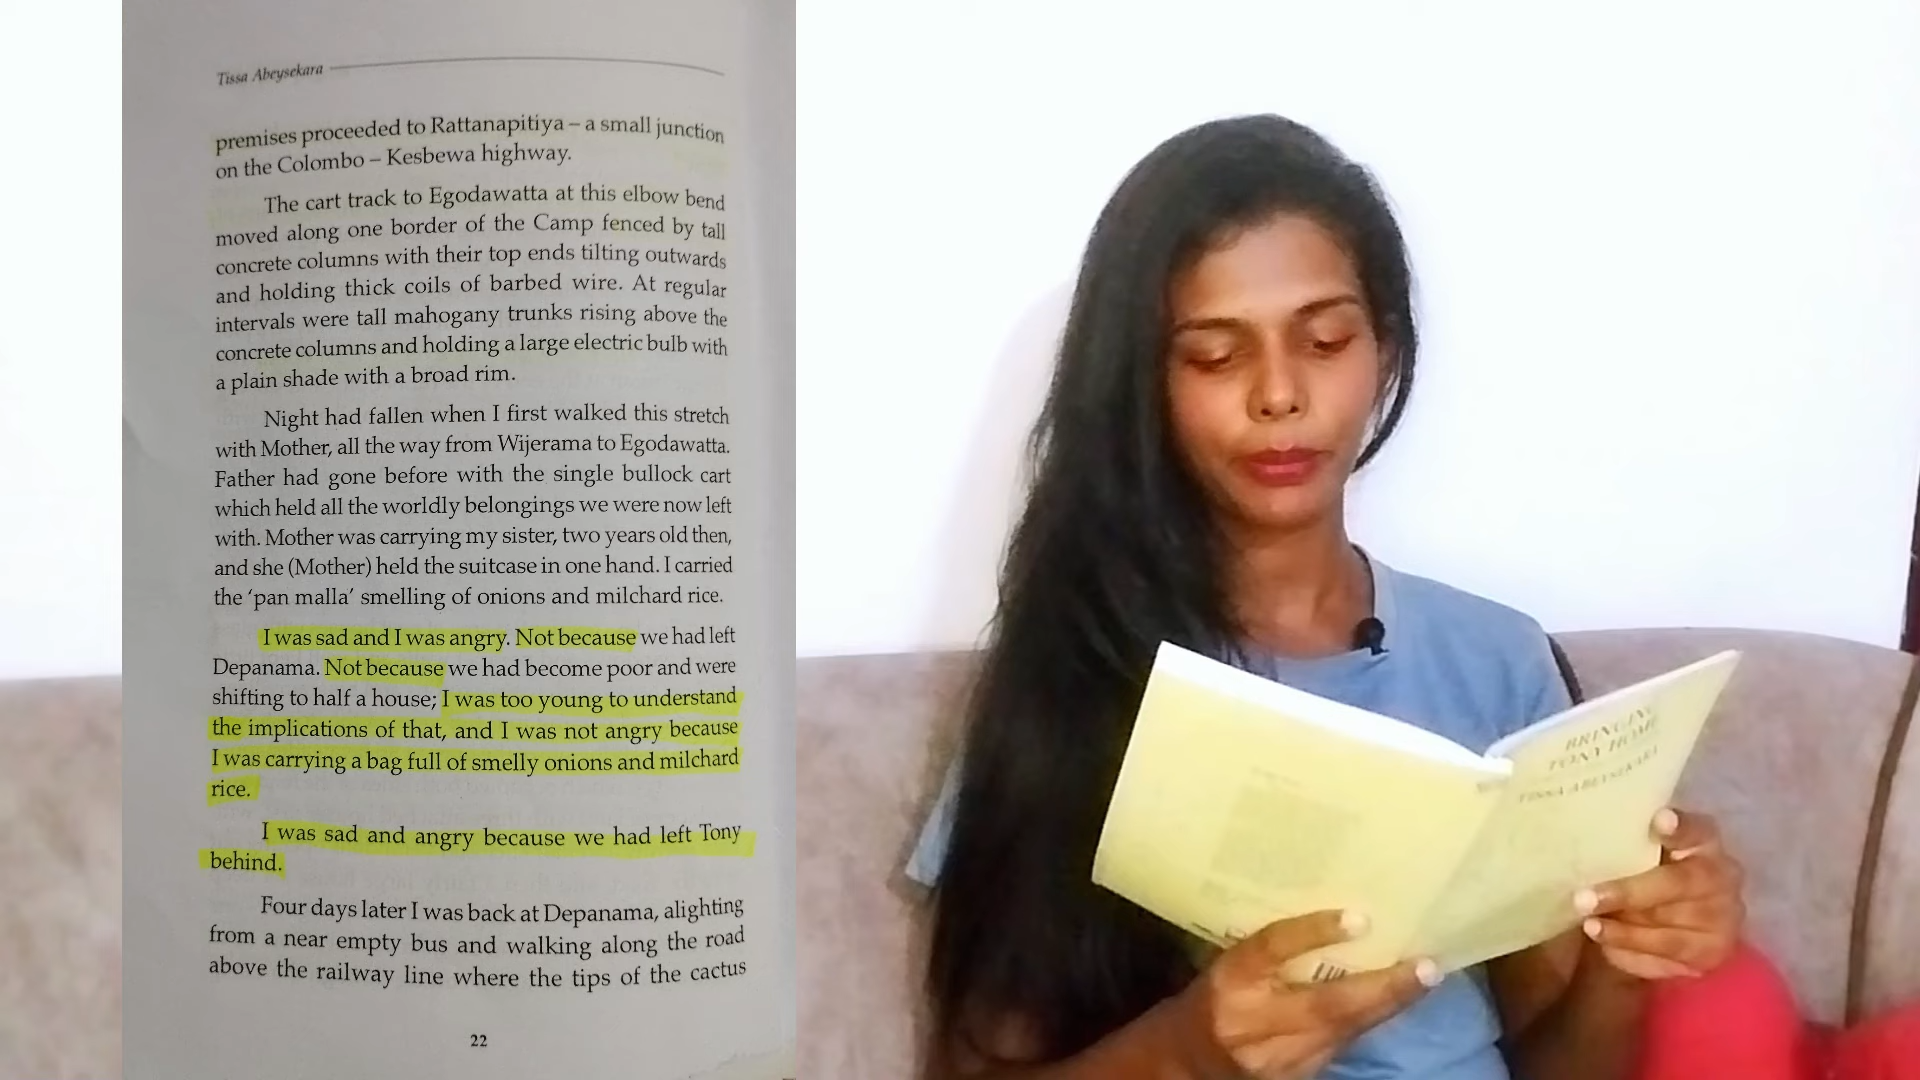 Tissa Abeysekara
premises proceeded to Rattanapitiya – a small junction
on the Colombo – Kesbewa highway.
The cart track to Egodawatta at this elbow bend
moved along one border of the Camp fenced by tall
concrete columns with their top ends tilting outwards
and holding thick coils of barbed wire. At regular
intervals were tall mahogany trunks rising above the
concrete columns and holding a large electric bulb with
a plain shade with a broad rim.
Night had fallen when I first walked this stretch
with Mother, all the way from Wijerama to Egodawatta.
Father had gone before with the single bullock cart
which held all the worldly belongings we were now left
with. Mother was carrying my sister, two years old then,
and she (Mother) held the suitcase in one hand. I carried
the ‘pan malla’ smelling of onions and milchard rice.
I was sad and I was angry. Not because we had left
Depanama. Not because we had become poor and were
shifting to half a house; I was too young to understand
the implications of that, and I was not angry because
I was carrying a bag full of smelly onions and milchard
rice.
I was sad and angry because we had left Tony
behind.
Four days later I was back at Depanama, alighting
from a near empty bus and walking along the road
above the railway line where the tips of the cactus
22
BRINGING
TONY HOME
TISSA ABEYSEKARA